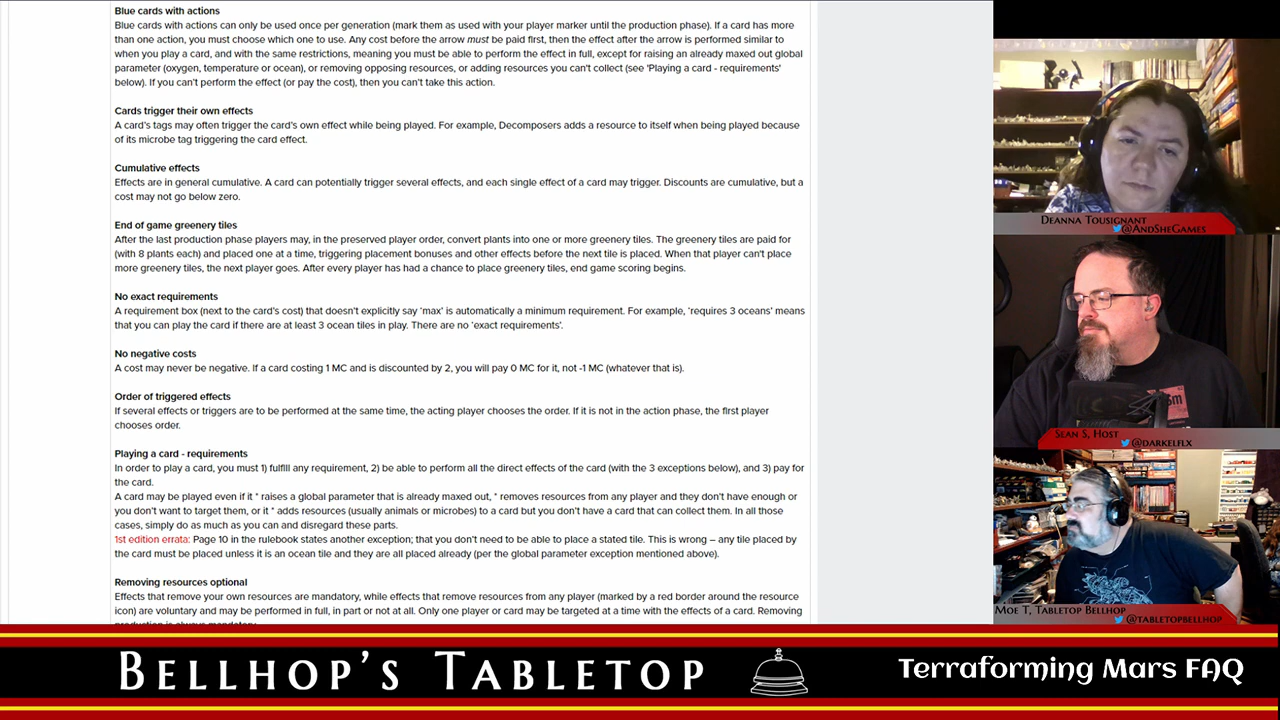 Blue cards with actions
Blue cards with actions can only be used once per generation (mark them as used with your player marker until the production phase). If a card has more
than one action, you must choose which one to use. Any cost before the arrow must be paid first, then the effect after the arrow is performed similar to
when you play a card, and with the same restrictions, meaning you must be able to perform the effect in full, except for raising an already maxed out global
parameter (oxygen, temperature or ocean), or removing opposing resources, or adding resources you can't collect (see 'Playing a card - requirements'
below). If you can't perform the effect (or pay the cost), then you can't take this action.
Cards trigger their own effects
A card's tags may often trigger the card's own effect while being played. For example, Decomposers adds a resource to itself when being played because
of its microbe tag triggering the card effect.
Cumulative effects
Effects are in general cumulative. A card can potentially trigger several effects, and each single effect of a card may trigger. Discounts are cumulative, but a
cost may not go below zero.
End of game greenery tiles
After the last production phase players may, in the preserved player order, convert plants into one or more greenery tiles. The greenery tiles are paid for
(with 8 plants each) and placed one at a time, triggering placement bonuses and other effects before the next tile is placed. When that player can't place
more greenery tiles, the next player goes. After every player has had a chance to place greenery tiles, end game scoring begins.
No exact requirements
A requirement box (next to the card's cost) that doesn't explicitly say 'max' is automatically a minimum requirement. For example, 'requires 3 oceans' means
that you can play the card if there are at least 3 ocean tiles in play. There are no 'exact requirements'.
No negative costs
A cost may never be negative. If a card costing 1 MC and is discounted by 2, you will pay 0 MC for it, not -1 MC (whatever that is).
Order of triggered effects
If several effects or triggers are to be performed at the same time, the acting player chooses the order. If it is not in the action phase, the first player
chooses order.
Playing a card - requirements
In order to play a card, you must 1) fulfill any requirement, 2) be able to perform all the direct effects of the card (with the 3 exceptions below), and 3) pay for
the card.
A card may be played even if it * raises a global parameter that is already maxed out, * removes resources from any player and they don't have enough or
you don't want to target them, or it * adds resources (usually animals or microbes) to a card but you don't have a card that can collect them. In all those
cases, simply do as much as you can and disregard these parts.
1st edition errata: Page 10 in the rulebook states another exception; that you don't need to be able to place a stated tile. This is wrong – any tile placed by
the card must be placed unless it is an ocean tile and they are all placed already (per the global parameter exception mentioned above).
Removing resources optional
Effects that remove your own resources are mandatory, while effects that remove resources from any player (marked by a red border around the resource
icon) are voluntary and may be performed in full, in part or not at all. Only one player or card may be targeted at a time with the effects of a card. Removing
production is always mandatory.
Deanna Tousignant
@AndSheGames
Sean S, Host
@darkelflx
Moe T, Tabletop Bellhop
@tabletopbellhop
Bellhop's Tabletop
Terraforming Mars FAQ